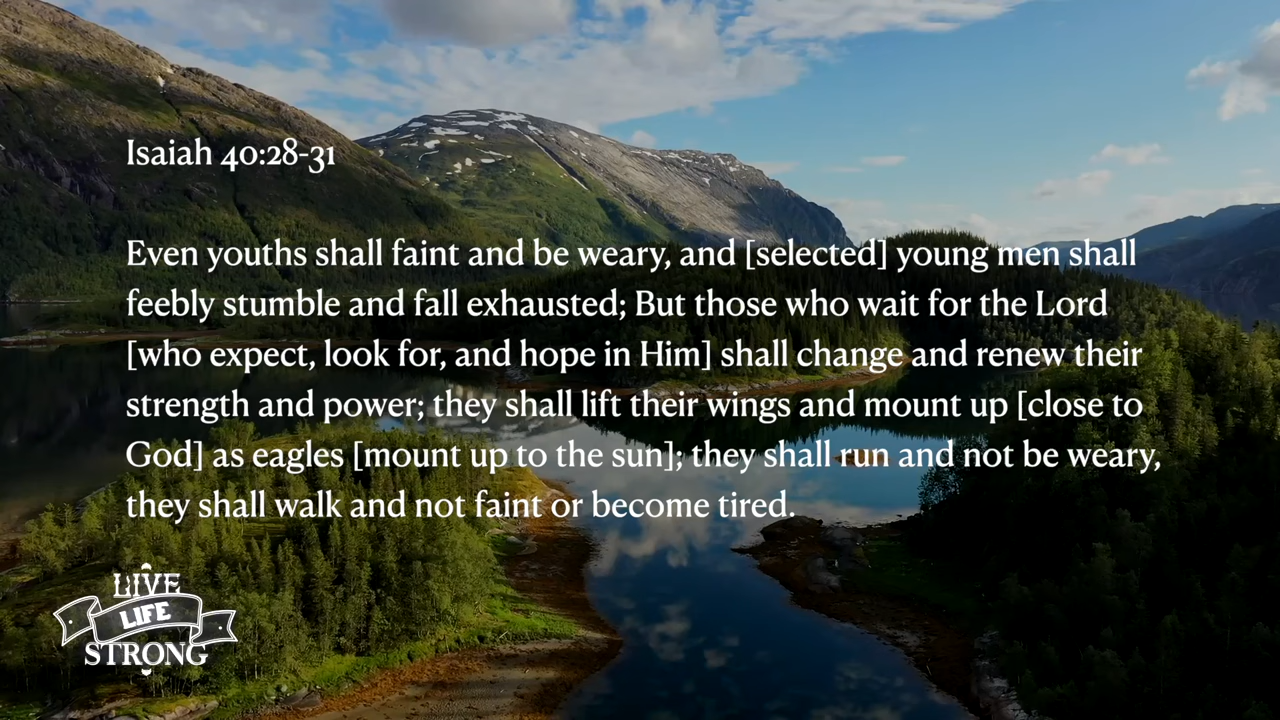 Isaiah 40:28-31
Even youths shall faint and be weary, and [selected] young men shall
feebly stumble and fall exhausted; But those who wait for the Lord
[who expect, look for, and hope in Him] shall change and renew their
strength and power; they shall lift their wings and mount up [close to
God] as eagles [mount up to the sun]; they shall run and not be weary,
they shall walk and not faint or become tired.
LIVE
LIFE
STRONG